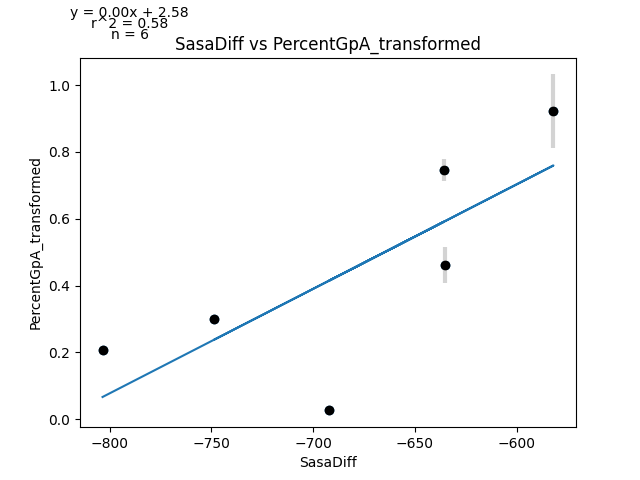 y = 0.00x + 2.58
r^2 = 0.58
n = 6
SasaDiff vs PercentGpA_transformed
PercentGpA_transformed
1.0
0.8
0.6
0.4
0.2
0.0
−800
−750
−700
−650
−600
SasaDiff